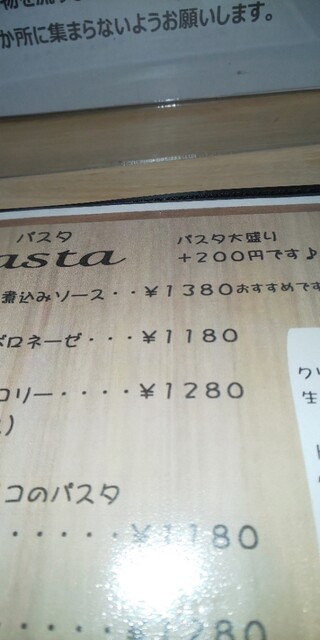 か所に集まらないようお願いします。
パスタ
asta
パスタ大盛り
+200円です♪
煮込みソース・・¥1380おすすめです
ボロネーゼ・・・¥1180
コリー・・・・¥1280
コのパスタ
・・・・・¥1180
・・・・・¥1280
ク
生